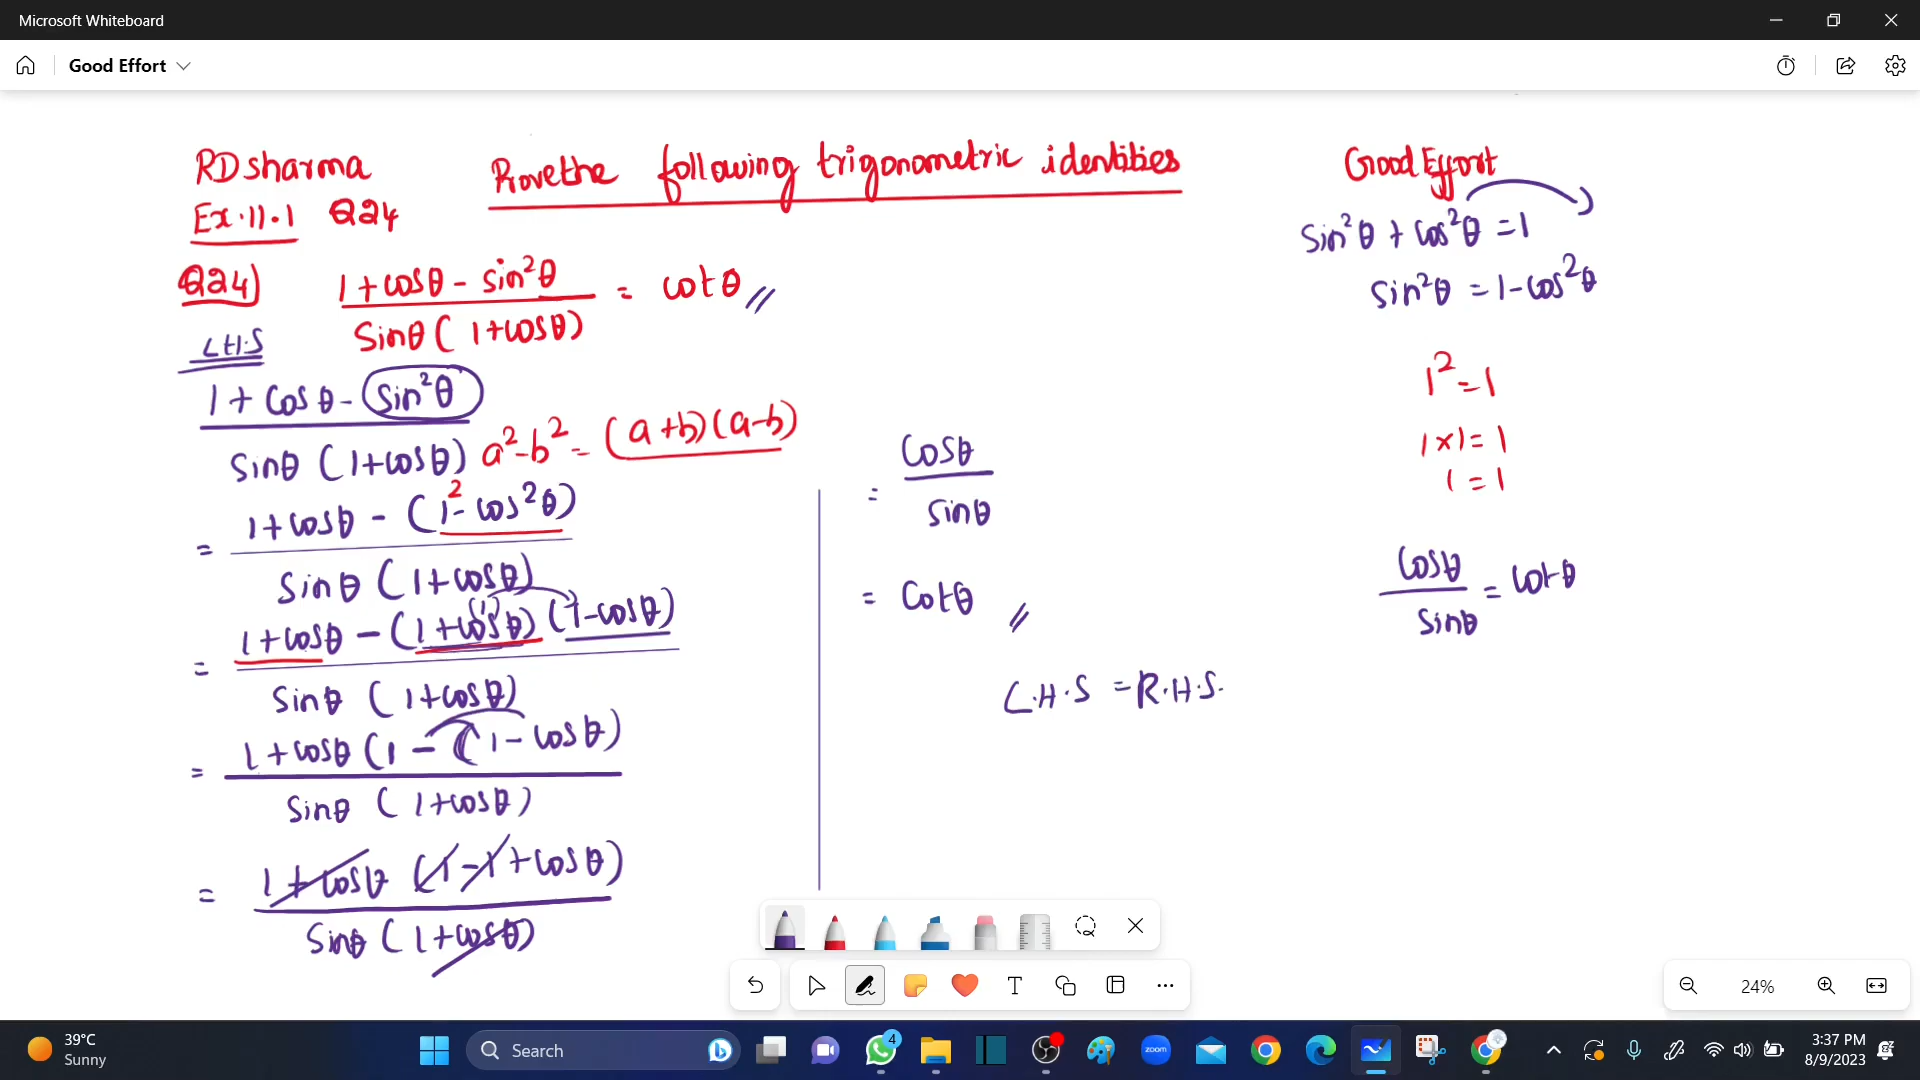 Microsoft Whiteboard
Good Effort
RD sharma
Ex.11.1 Q24
Prove the following trigonametric identities
Q24) 1+cosθ - sin²θ / Sinθ (1+cosθ) = cotθ //
L.H.S
1 + Cosθ - Sin²θ / Sinθ (1+cosθ)
a² - b² = (a+b)(a-b)
= 1+cosθ - (1² - cos²θ) / Sinθ (1+cosθ)
= 1+cosθ - (1+cosθ)(1-cosθ) / Sinθ (1+cosθ)
= 1+cosθ (1 - (1 - cosθ) / Sinθ (1+cosθ)
= 1+cosθ (1-1+cosθ) / Sinθ (1+cosθ)
= Cosθ / Sinθ
= Cotθ //
L.H.S = R.H.S.
Good Effort
Sin²θ + Cos²θ = 1
Sin²θ = 1 - Cos²θ
1² = 1
1 x 1 = 1
1 = 1
Cosθ / Sinθ = Cotθ
24%
39°C
Sunny
Search
4
zoom
3:37 PM
8/9/2023